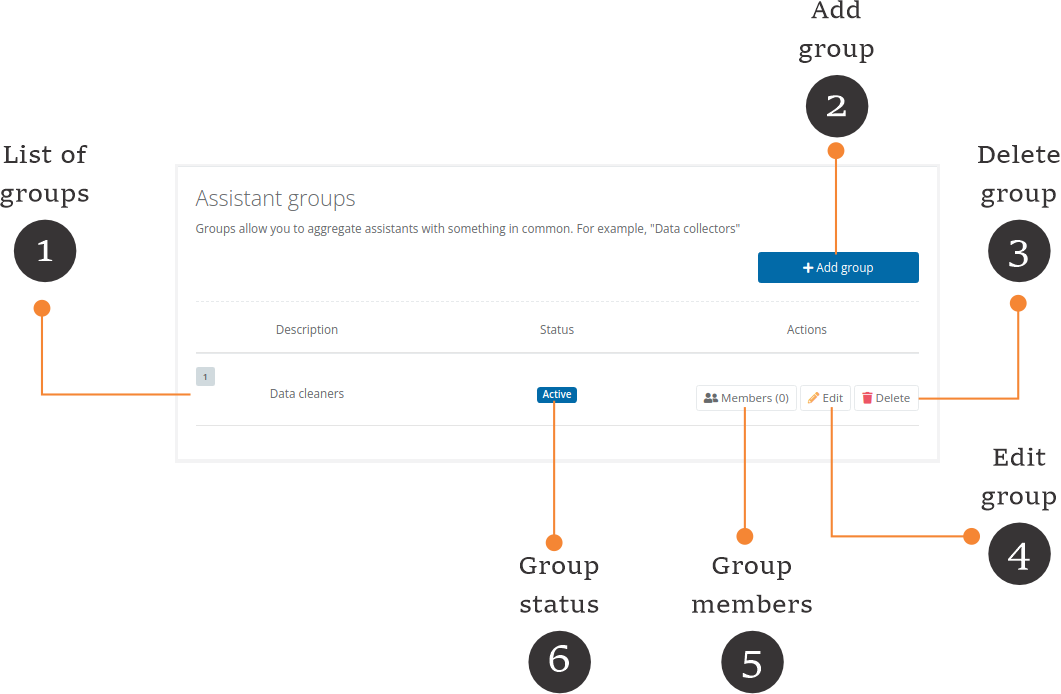 Add
group
2
List of
groups
1
Delete
group
3
Assistant groups
Groups allow you to aggregate assistants with something in common. For example, "Data collectors"
Add group
Description Status Actions
1
Data cleaners Active Members (0) Edit Delete
Edit
group
4
Group
status
6
Group
members
5